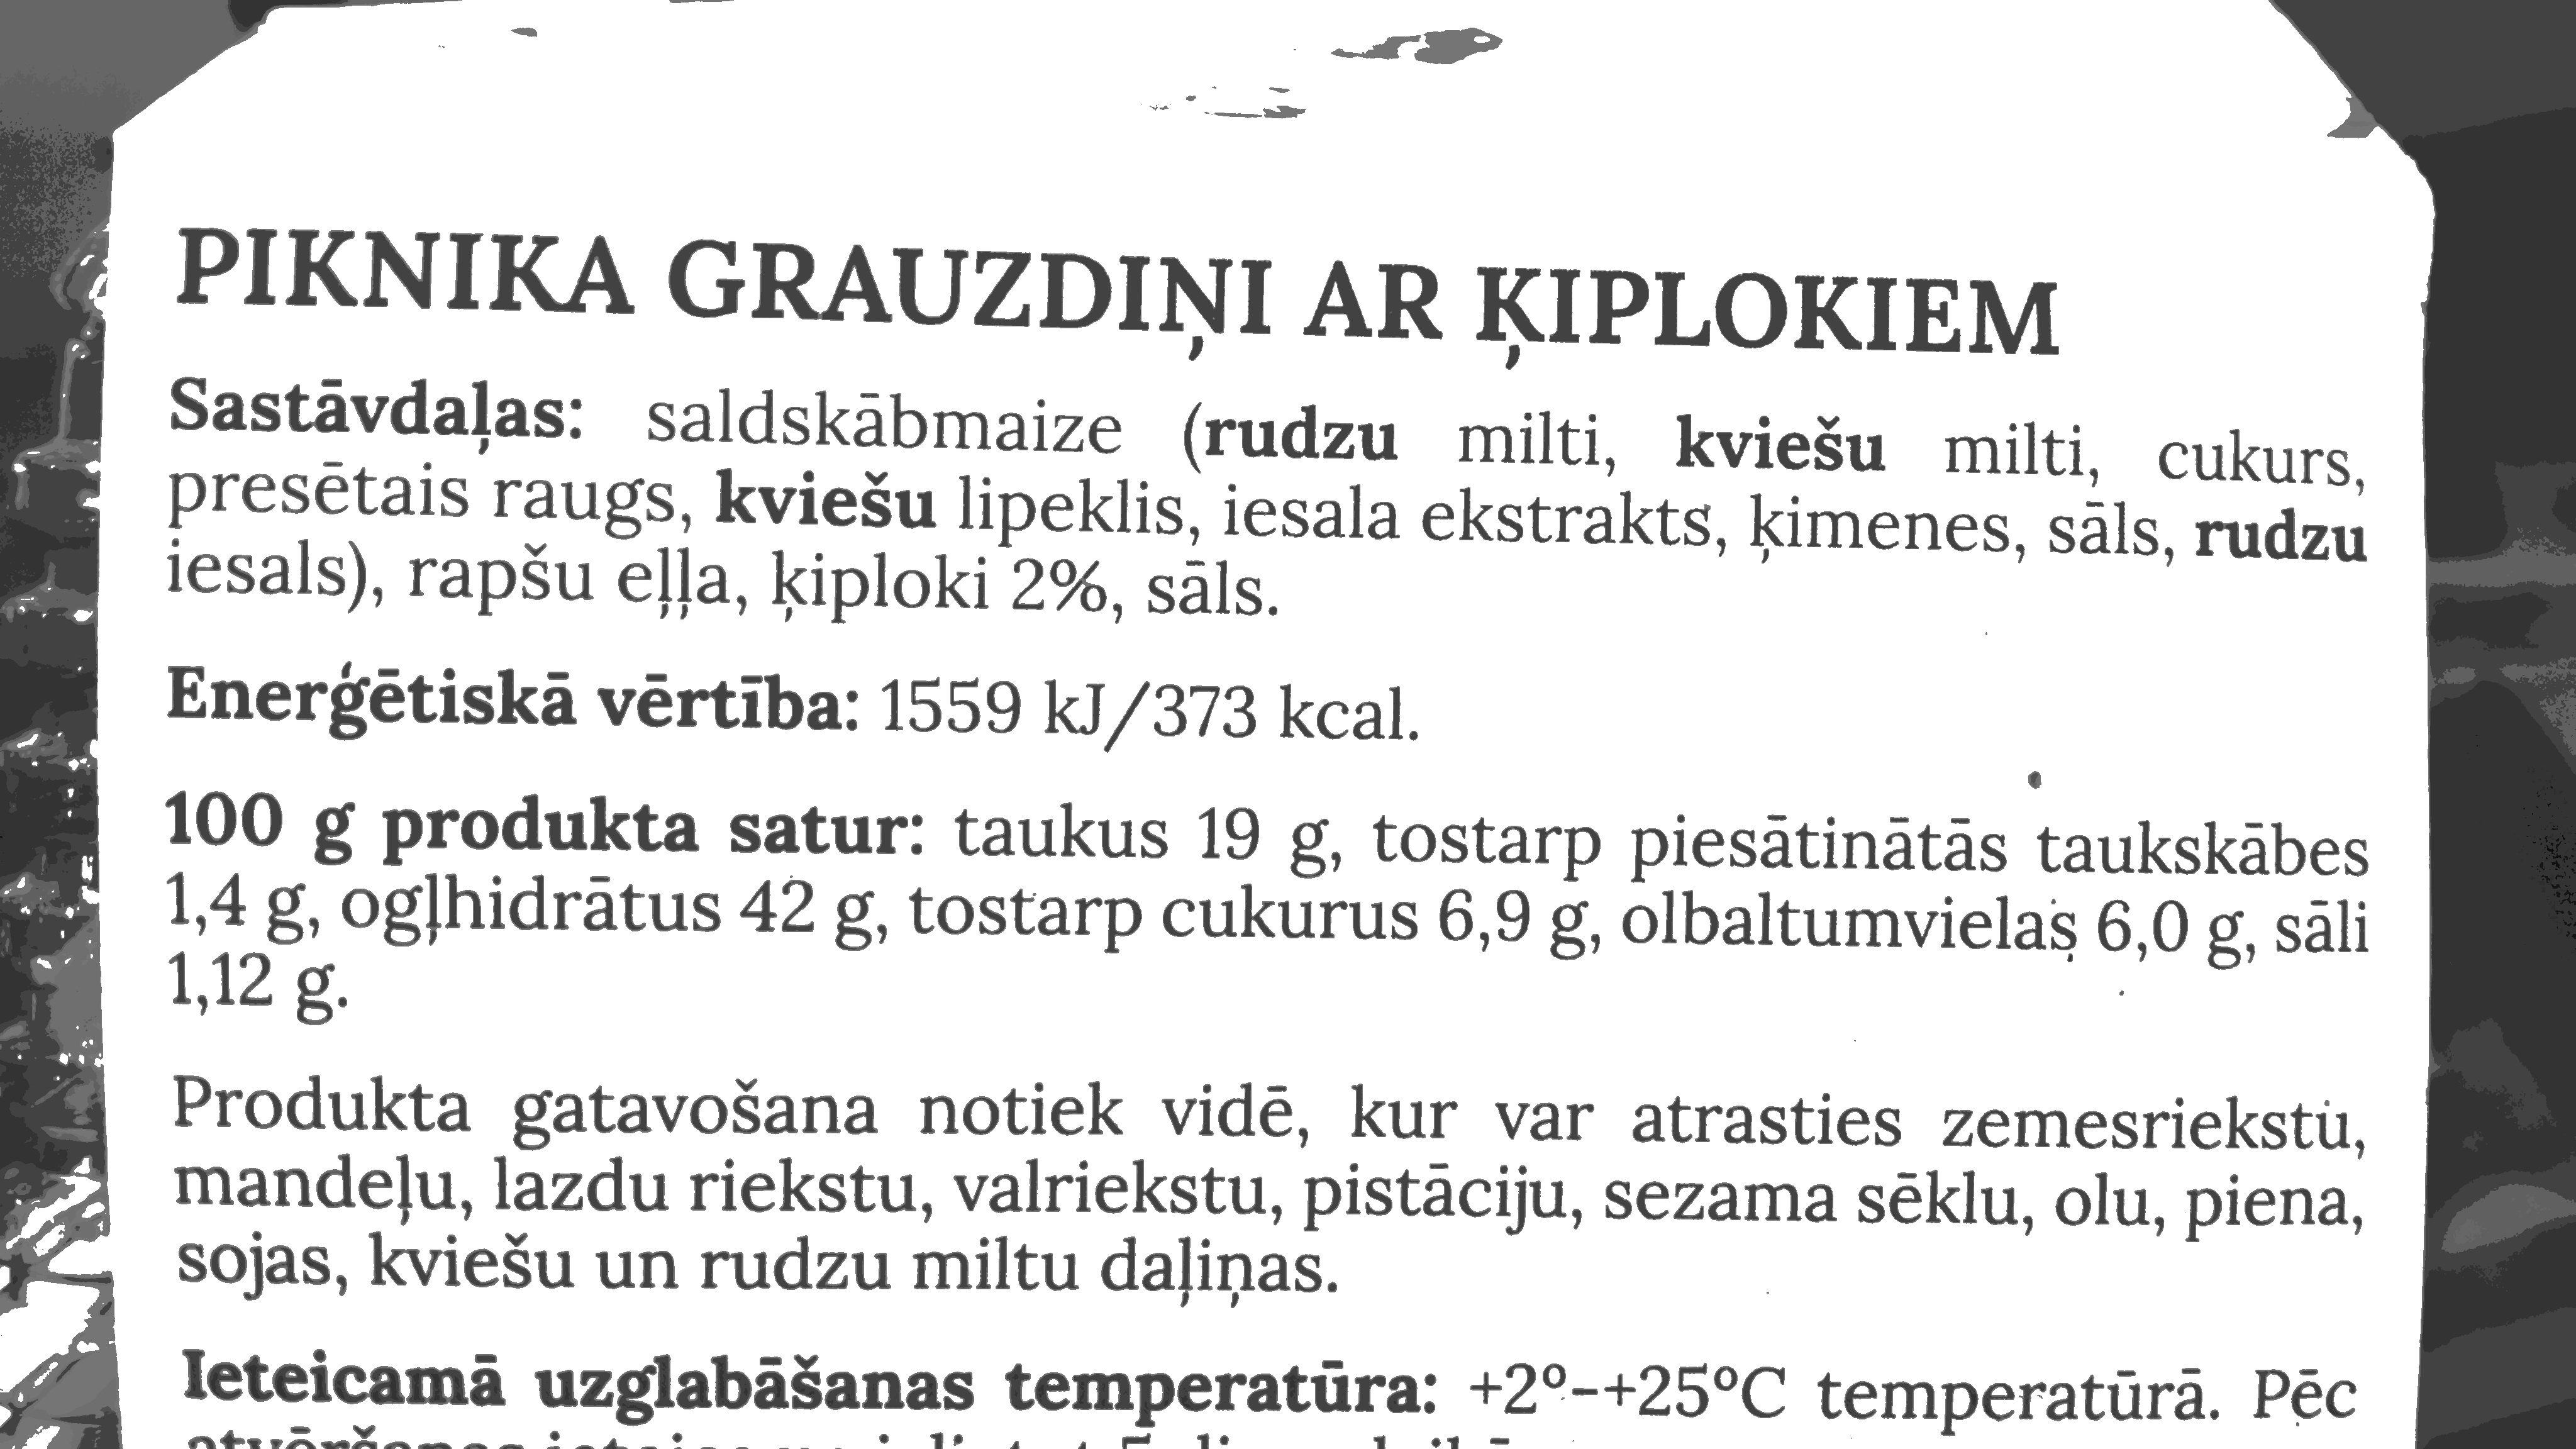 PIKNIKA GRAUZDIŅI AR ĶIPLOKIEM
Sastāvdaļas: saldskābmaize (rudzu milti, kviešu milti, cukurs,
presētais raugs, kviešu lipeklis, iesala ekstrakts, ķimenes, sāls, rudzu
iesals), rapšu eļļa, ķiploki 2%, sāls.
Enerģētiskā vērtība: 1559 kJ/373 kcal.
100 g produkta satur: taukus 19 g, tostarp piesātinātās taukskābes
1,4 g, ogļhidrātus 42 g, tostarp cukurus 6,9 g, olbaltumvielas 6,0 g, sāli
1,12 g.
Produkta gatavošana notiek vidē, kur var atrasties zemesriekstu,
mandeļu, lazdu riekstu, valriekstu, pistāciju, sezama sēklu, olu, piena,
sojas, kviešu un rudzu miltu daļiņas.
Ieteicamā uzglabāšanas temperatūra: +2°-+25°C temperatūrā. Pēc